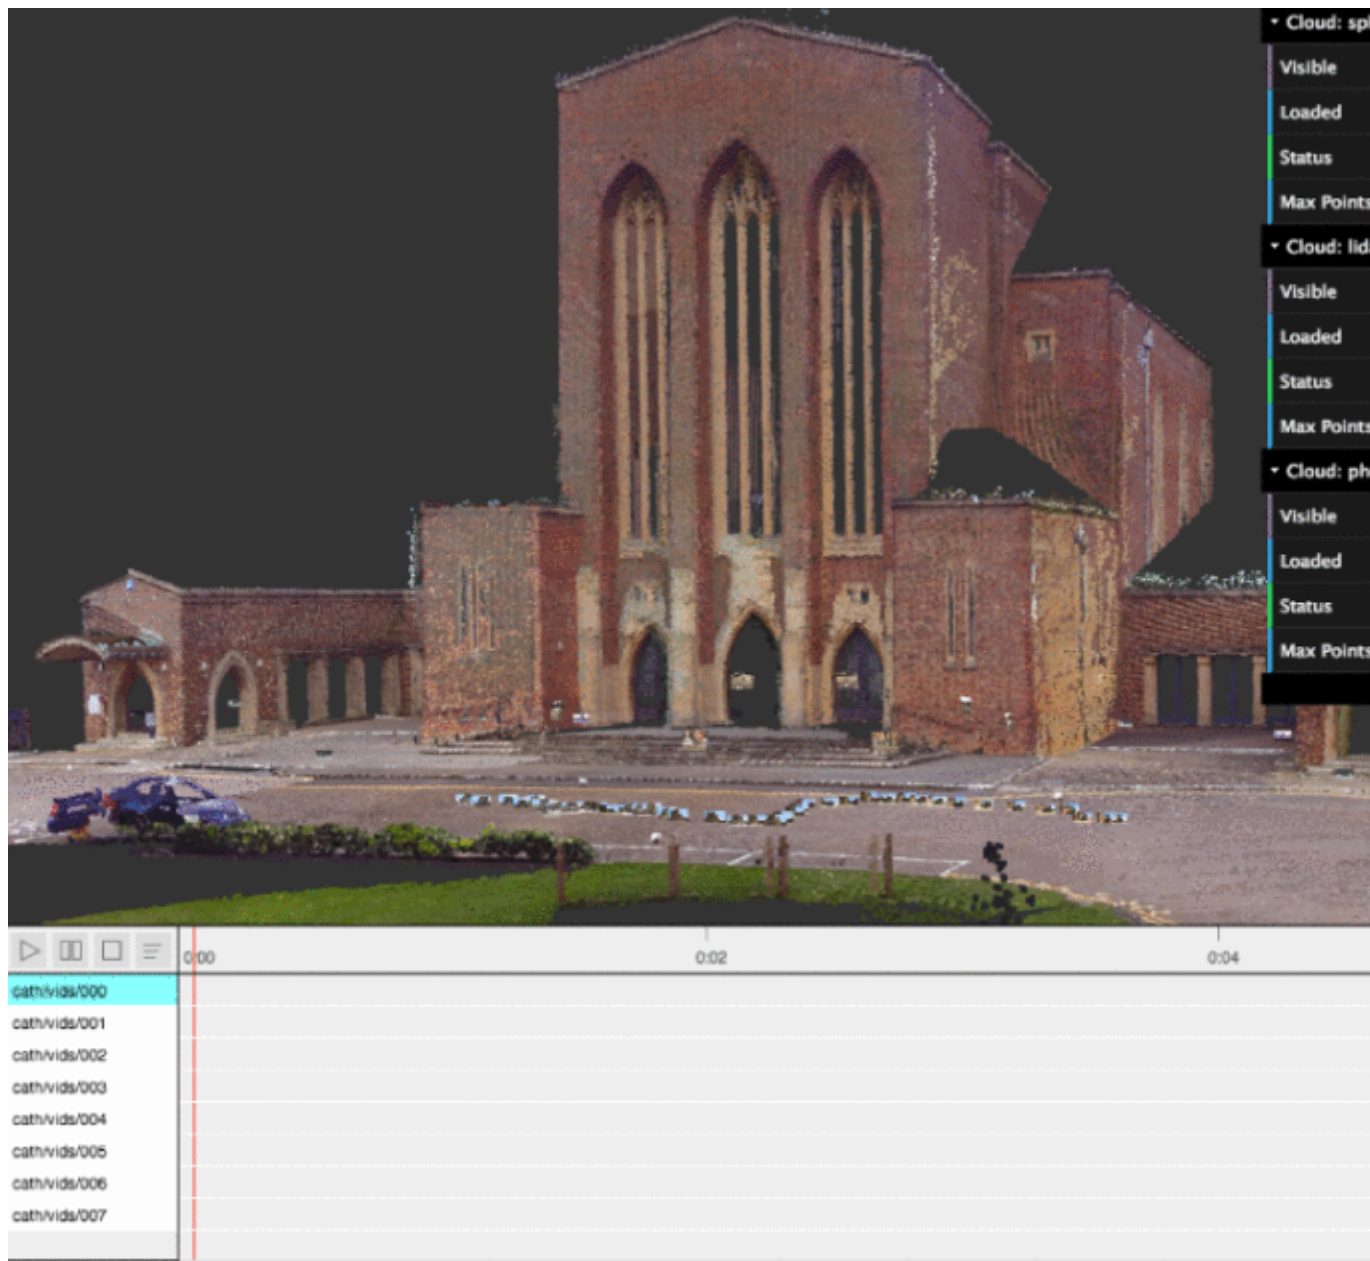 Cloud: sp
Visible
Loaded
Status
Max Points
Cloud: lid
Visible
Loaded
Status
Max Points
Cloud: ph
Visible
Loaded
Status
Max Points
0:00 0:02 0:04
cath/vids/000
cath/vids/001
cath/vids/002
cath/vids/003
cath/vids/004
cath/vids/005
cath/vids/006
cath/vids/007